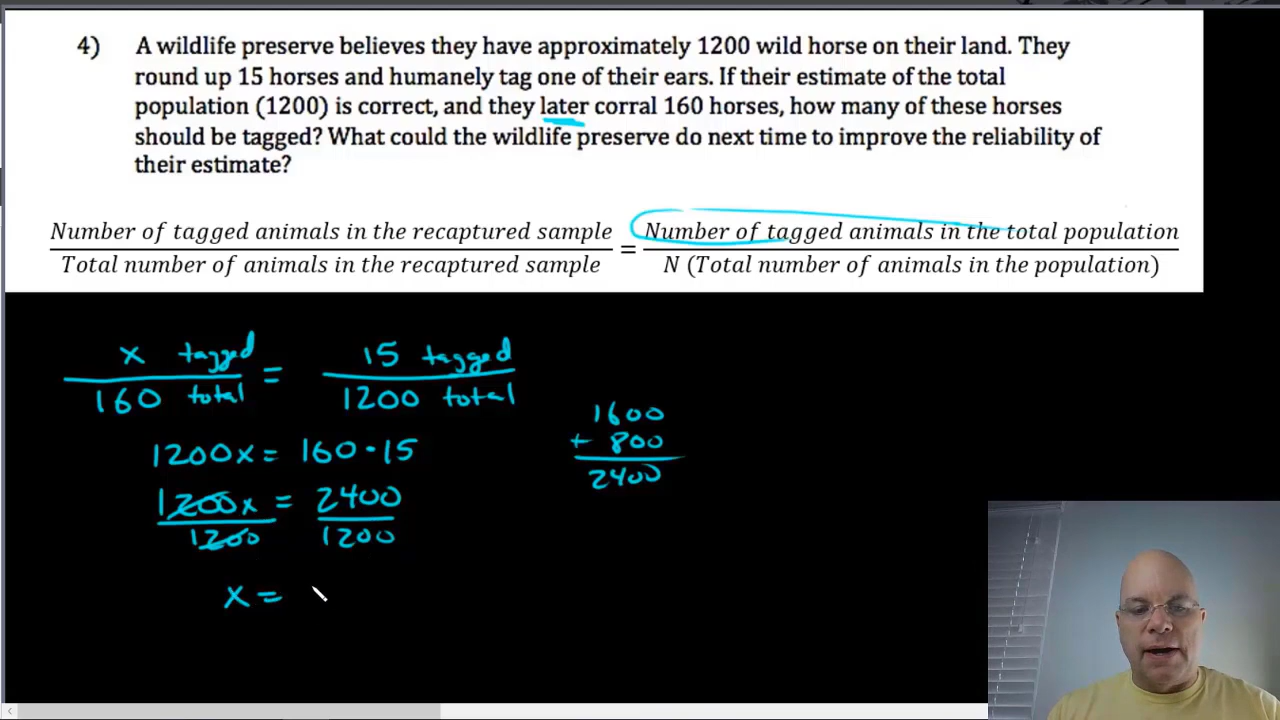 4) A wildlife preserve believes they have approximately 1200 wild horse on their land. They
round up 15 horses and humanely tag one of their ears. If their estimate of the total
population (1200) is correct, and they later corral 160 horses, how many of these horses
should be tagged? What could the wildlife preserve do next time to improve the reliability of
their estimate?
Number of tagged animals in the recaptured sample = Number of tagged animals in the total population
Total number of animals in the recaptured sample N (Total number of animals in the population)
x tagged = 15 tagged
160 total 1200 total
1200x = 160 · 15
1200x = 2400
1200 1200
x =
1600
+ 800
2400